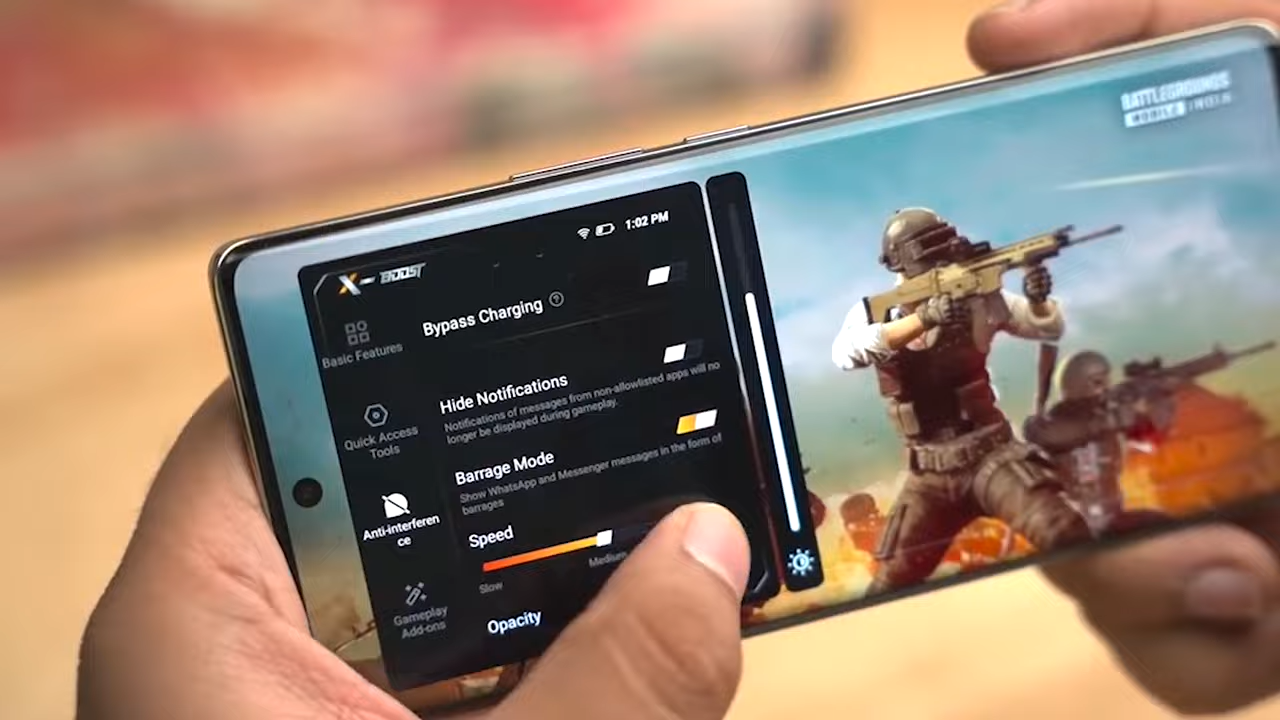 BATTLEGROUNDS
MOBILE INDIA
1:02 PM
X-BOOST
Basic Features
Quick Access
Tools
Anti-interferen
ce
Gameplay
Add-ons
Bypass Charging ?
Hide Notifications
Notifications of messages from non-allowlisted apps will no
longer be displayed during gameplay.
Barrage Mode
Show WhatsApp and Messenger messages in the form of
barrages
Speed
Slow
Medium
Opacity